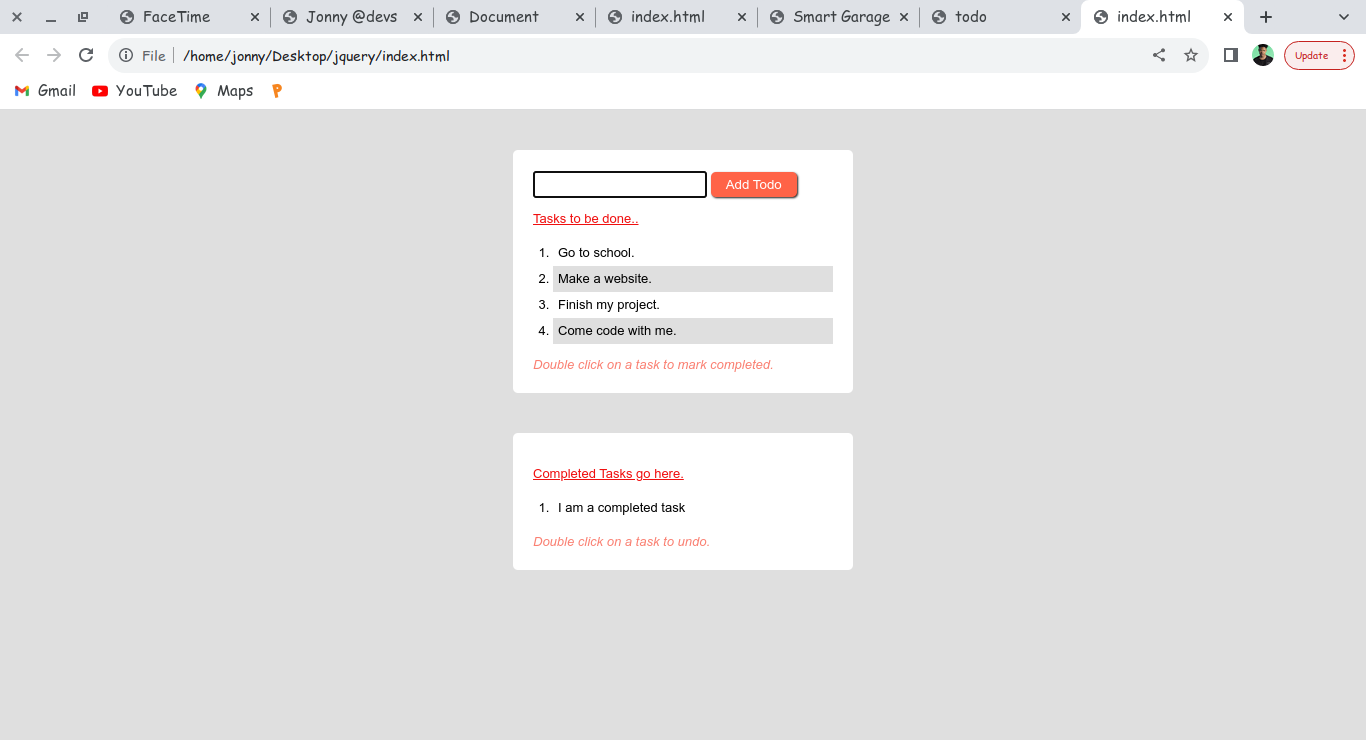 FaceTime Jonny @devs Document index.html Smart Garage todo index.html
File /home/jonny/Desktop/jquery/index.html Update
Gmail YouTube Maps
Add Todo
Tasks to be done..
1. Go to school.
2. Make a website.
3. Finish my project.
4. Come code with me.
Double click on a task to mark completed.
Completed Tasks go here.
1. I am a completed task
Double click on a task to undo.